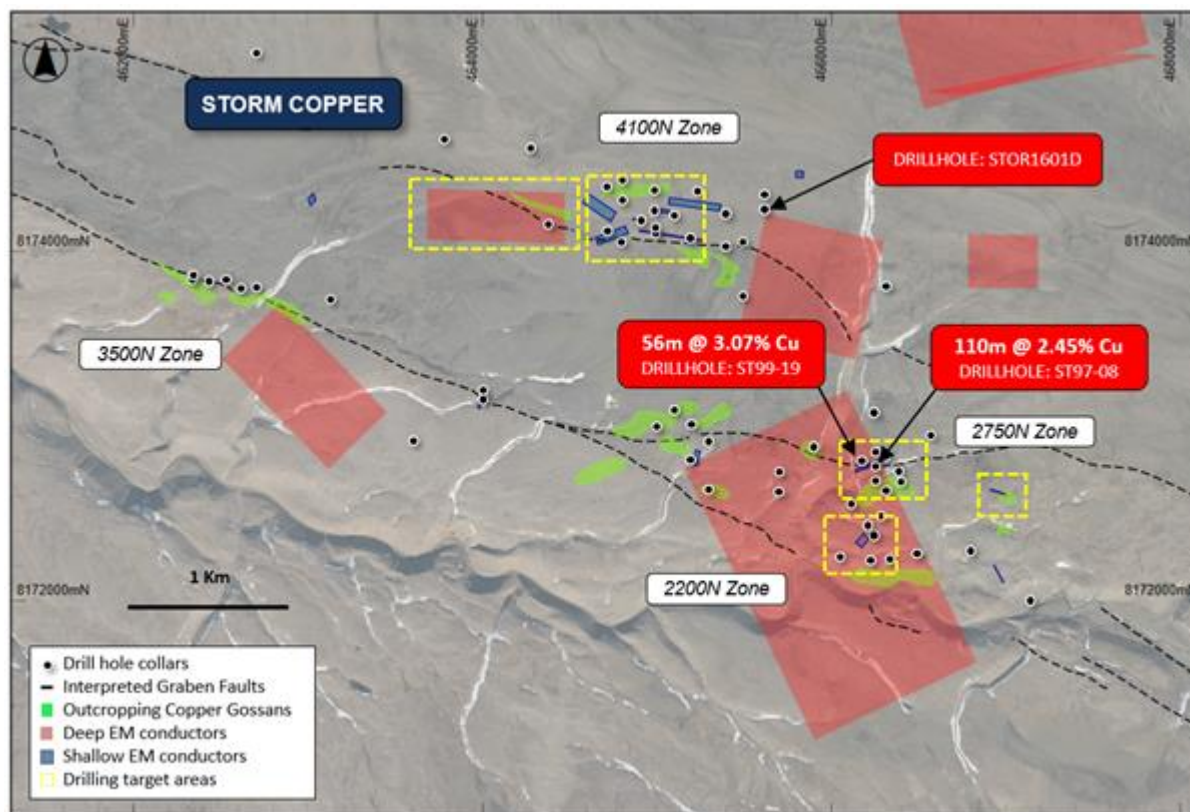 462000mE
464000mE
466000mE
468000mE
STORM COPPER
4100N Zone
DRILLHOLE: STOR1601D
8174000mN
8174000mN
3500N Zone
56m @ 3.07% Cu
DRILLHOLE: ST99-19
110m @ 2.45% Cu
DRILLHOLE: ST97-08
2750N Zone
1 Km
2200N Zone
8172000mN
8172000mN
Drill hole collars
Interpreted Graben Faults
Outcropping Copper Gossans
Deep EM conductors
Shallow EM conductors
Drilling target areas